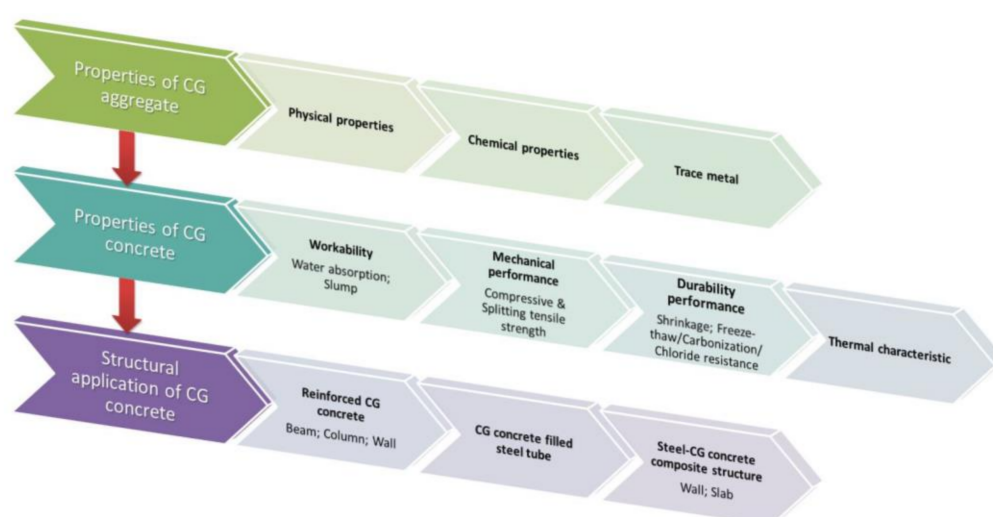 Properties of CG
aggregate
Physical properties
Chemical properties
Trace metal
Properties of CG
concrete
Workability
Water absorption;
Slump
Mechanical
performance
Compressive &
Splitting tensile
strength
Durability
performance
Shrinkage; Freeze-
thaw/Carbonization/
Chloride resistance
Thermal characteristic
Structural
application of CG
concrete
Reinforced CG
concrete
Beam; Column; Wall
CG concrete filled
steel tube
Steel-CG concrete
composite structure
Wall; Slab